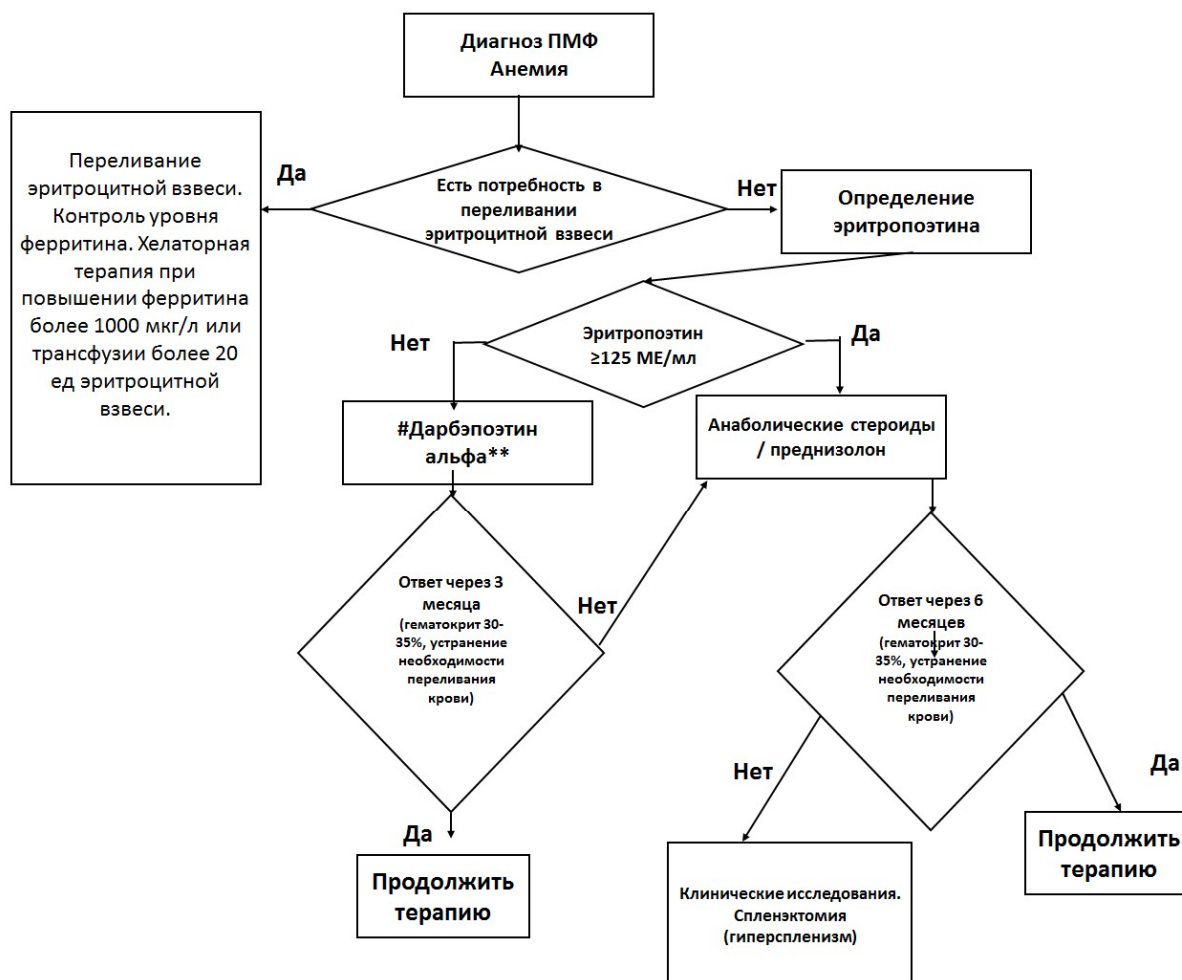 Диагноз ПМФ
Анемия
Переливание
эритроцитной взвеси.
Контроль уровня
ферритина. Хелаторная
терапия при
повышении ферритина
более 1000 мкг/л или
трансфузии более 20
ед эритроцитной
взвеси.
Да
Есть потребность в
переливании
эритроцитной взвеси
Нет
Определение
эритропоэтина
Нет
Эритропоэтин
≥125 МЕ/мл
Да
#Дарбэпоэтин
альфа**
Анаболические стероиды
/ преднизолон
Ответ через 3
месяца
(гематокрит 30-
35%, устранение
необходимости
переливания
крови)
Нет
Ответ через 6
месяцев
(гематокрит 30-
35%, устранение
необходимости
переливания
крови)
Да
Продолжить
терапию
Нет
Клинические исследования.
Спленэктомия
(гиперспленизм)
Да
Продолжить
терапию